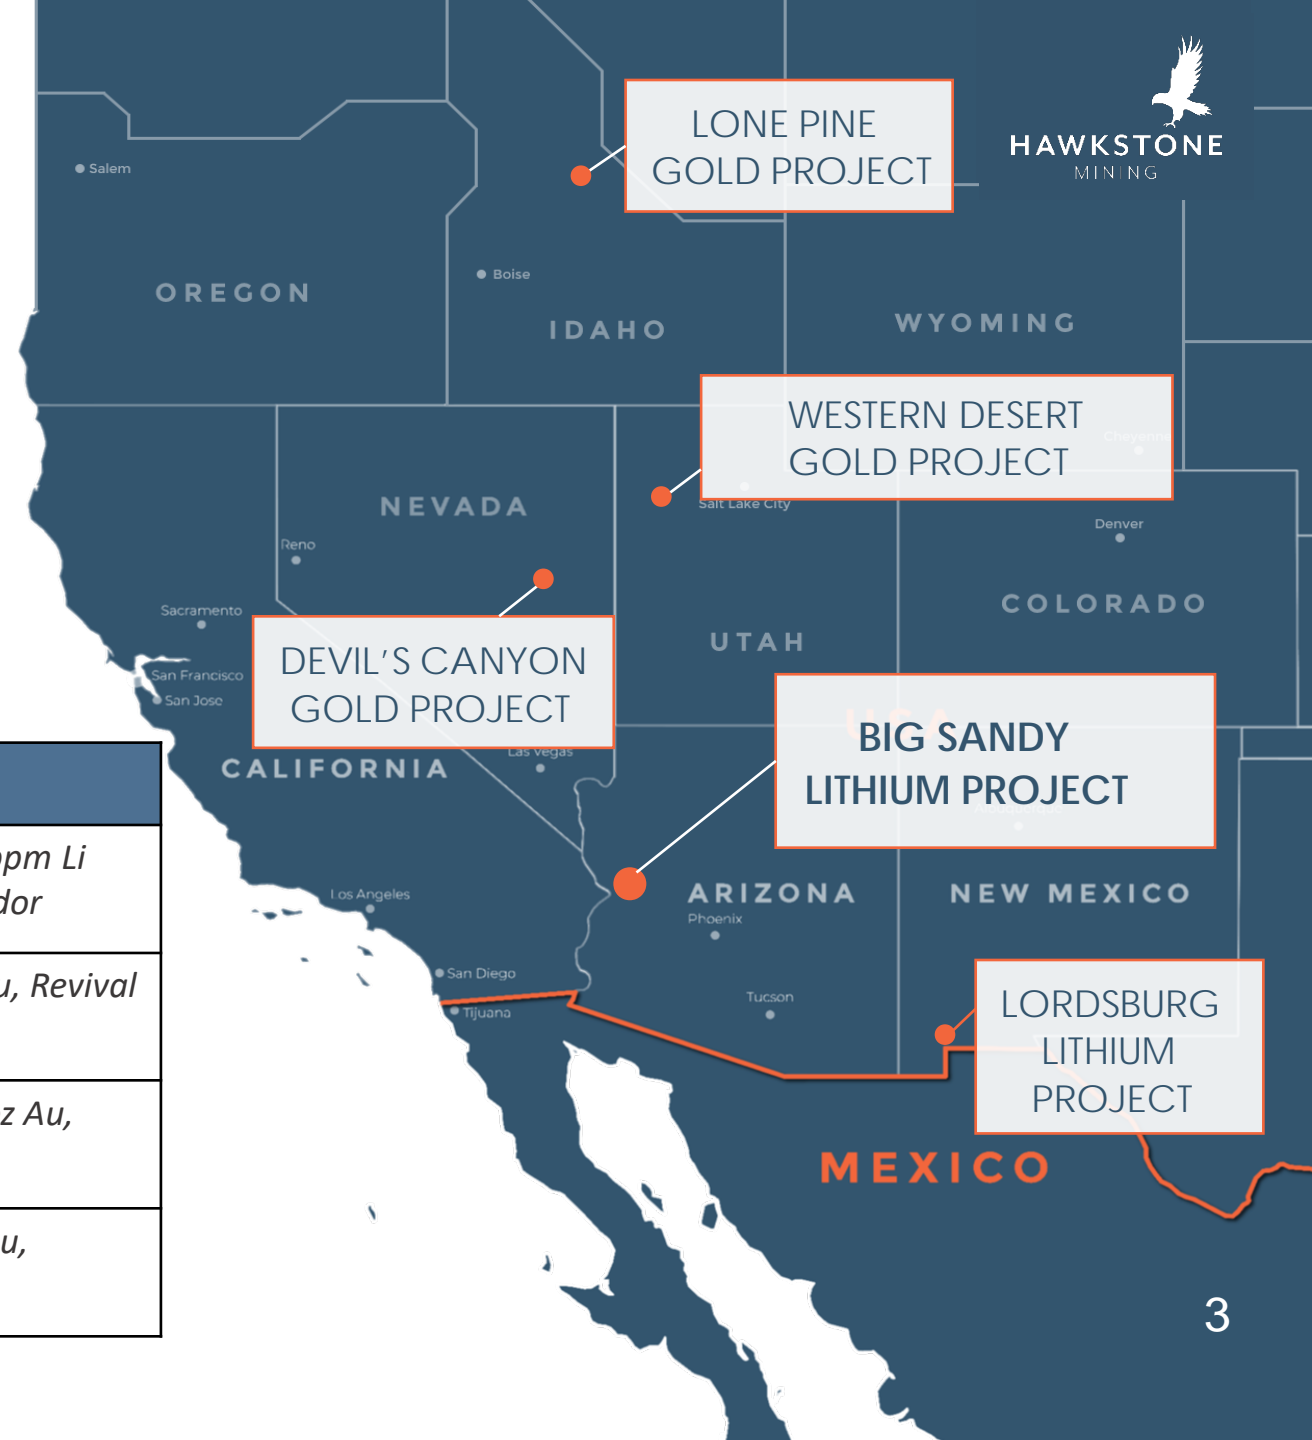 HAWKSTONE
MINING
LONE PINE
GOLD PROJECT
Salem
Boise
OREGON
IDAHO
WYOMING
WESTERN DESERT
GOLD PROJECT
Cheyenne
Salt Lake City
NEVADA
Denver
Reno
COLORADO
Sacramento
UTAH
San Francisco
San Jose
DEVIL'S CANYON
GOLD PROJECT
USA
BIG SANDY
LITHIUM PROJECT
Las Vegas
CALIFORNIA
Albuquerque
Los Angeles
ARIZONA
NEW MEXICO
Phoenix
San Diego
Tijuana
Tucson
LORDSBURG
LITHIUM
PROJECT
MEXICO
ppm Li
dor
u, Revival
z Au,
u,
3